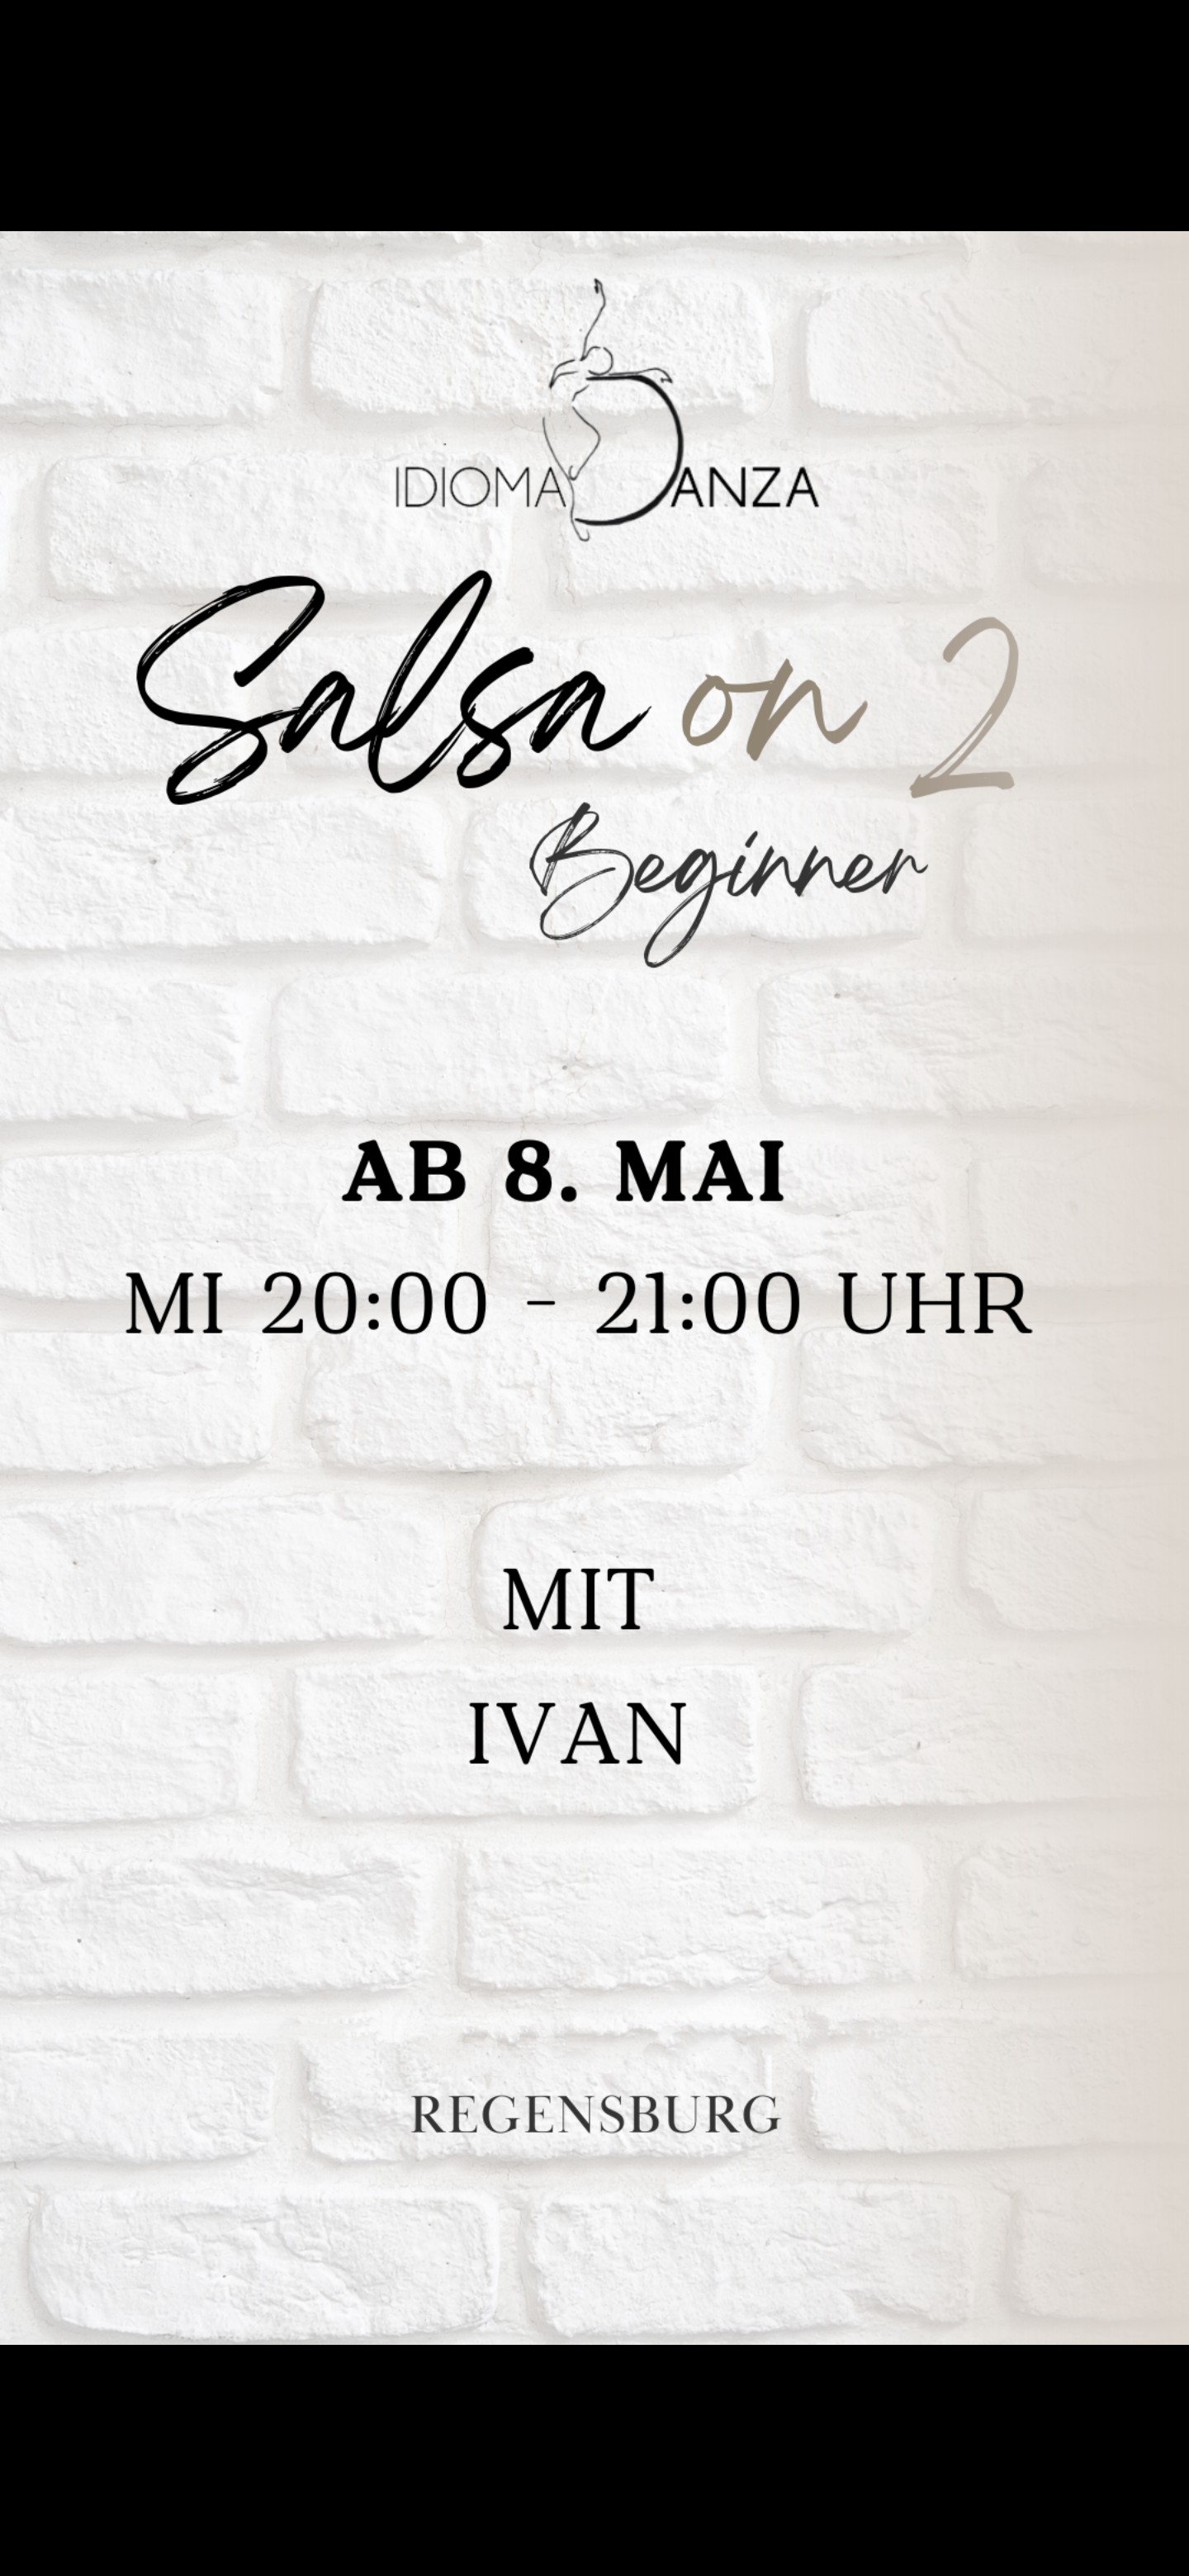 IDIOMA DANZA
Salsa on 2
Beginner
AB 8. MAI
MI 20:00 - 21:00 UHR
MIT
IVAN
REGENSBURG